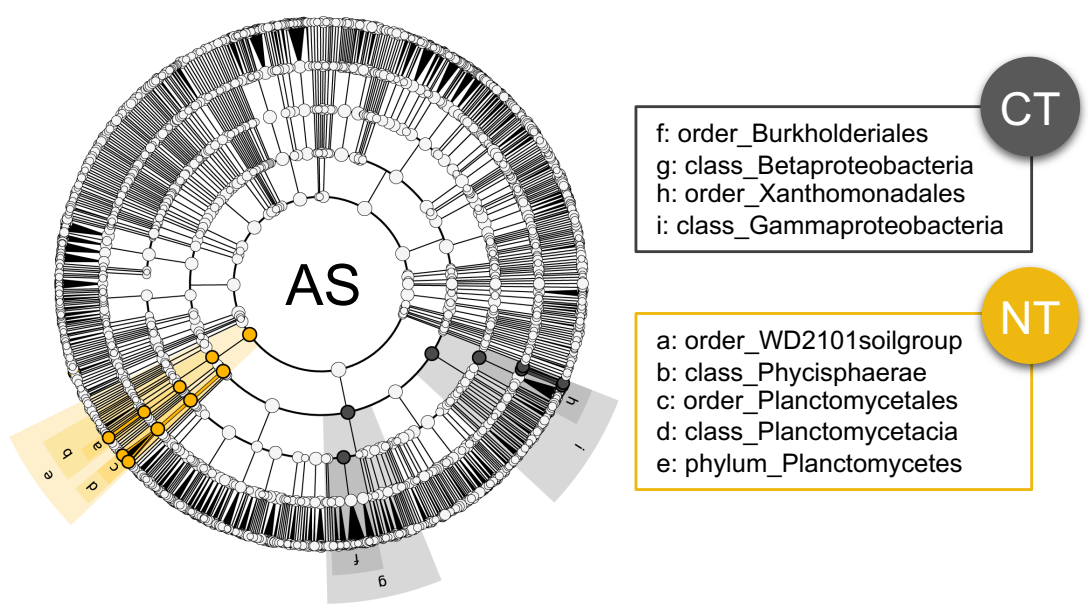 AS
a
b
e
c
d
f
g
h
i
CT
f: order_Burkholderiales
g: class_Betaproteobacteria
h: order_Xanthomonadales
i: class_Gammaproteobacteria
NT
a: order_WD2101soilgroup
b: class_Phycisphaerae
c: order_Planctomycetales
d: class_Planctomycetacia
e: phylum_Planctomycetes